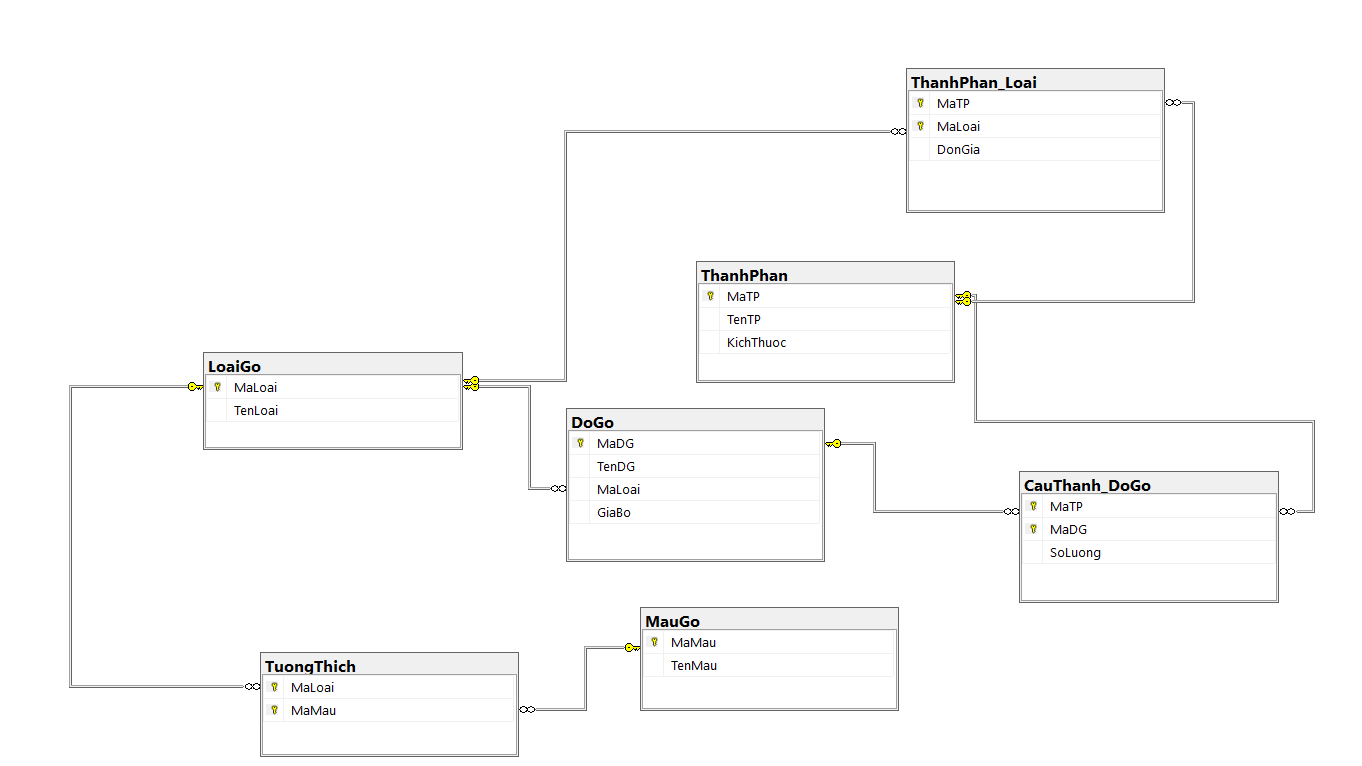 ThanhPhan_Loai
MaTP
MaLoai
DonGia
ThanhPhan
MaTP
TenTP
KichThuoc
LoaiGo
MaLoai
TenLoai
DoGo
MaDG
TenDG
MaLoai
GiaBo
CauThanh_DoGo
MaTP
MaDG
SoLuong
MauGo
MaMau
TenMau
TuongThich
MaLoai
MaMau